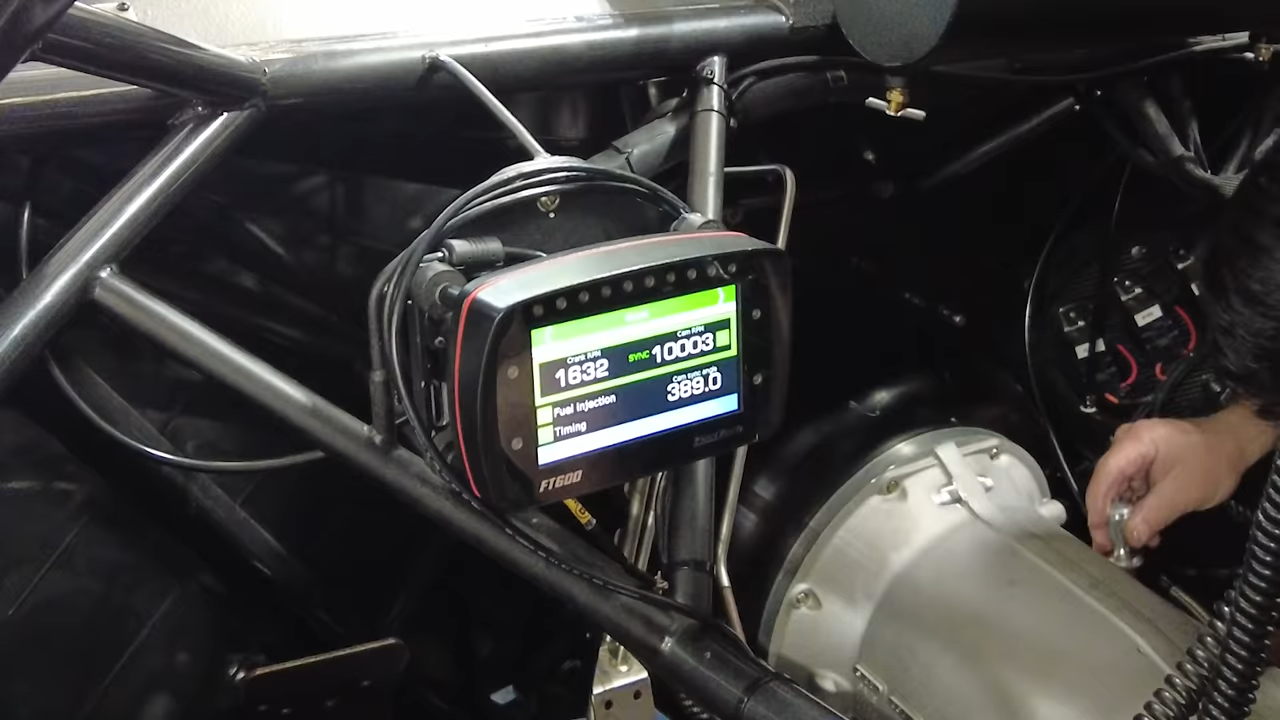 Crank RPM
Cam RPM
1632
SYNC
10003
Cam sync angle
389.0
Fuel Injection
Timing
FT600